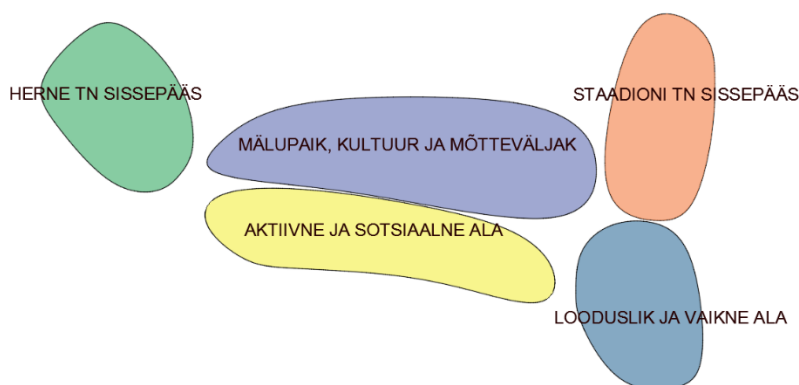 HERNE TN SISSEPÄÄS
STAADIONI TN SISSEPÄÄS
MÄLUPAIK, KULTUUR JA MÕTTEVÄLJAK
AKTIIVNE JA SOTSIAALNE ALA
LOODUSLIK JA VAIKNE ALA